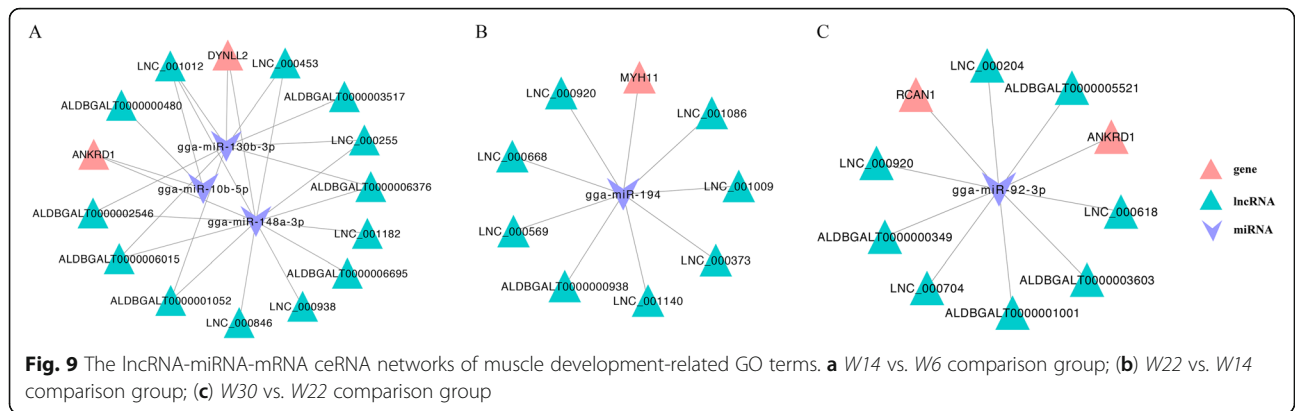 A
DYNLL2
LNC_001012
LNC_000453
ALDBGALT0000003517
ALDBGALT0000000480
gga-miR-130b-3p
LNC_000255
ANKRD1
gga-miR-10b-5p
ALDBGALT0000006376
ALDBGALT0000002546
gga-miR-148a-3p
LNC_001182
ALDBGALT0000006015
ALDBGALT0000006695
ALDBGALT0000001052
LNC_000938
LNC_000846
B
MYH11
LNC_000920
LNC_001086
LNC_000668
LNC_001009
gga-miR-194
LNC_000569
LNC_000373
ALDBGALT0000000938
LNC_001140
C
LNC_000204
ALDBGALT0000005521
RCAN1
ANKRD1
LNC_000920
gga-miR-92-3p
LNC_000618
ALDBGALT0000000349
ALDBGALT0000003603
LNC_000704
ALDBGALT0000001001
gene
lncRNA
miRNA
Fig. 9 The lncRNA-miRNA-mRNA ceRNA networks of muscle development-related GO terms. a W14 vs. W6 comparison group; (b) W22 vs. W14
comparison group; (c) W30 vs. W22 comparison group